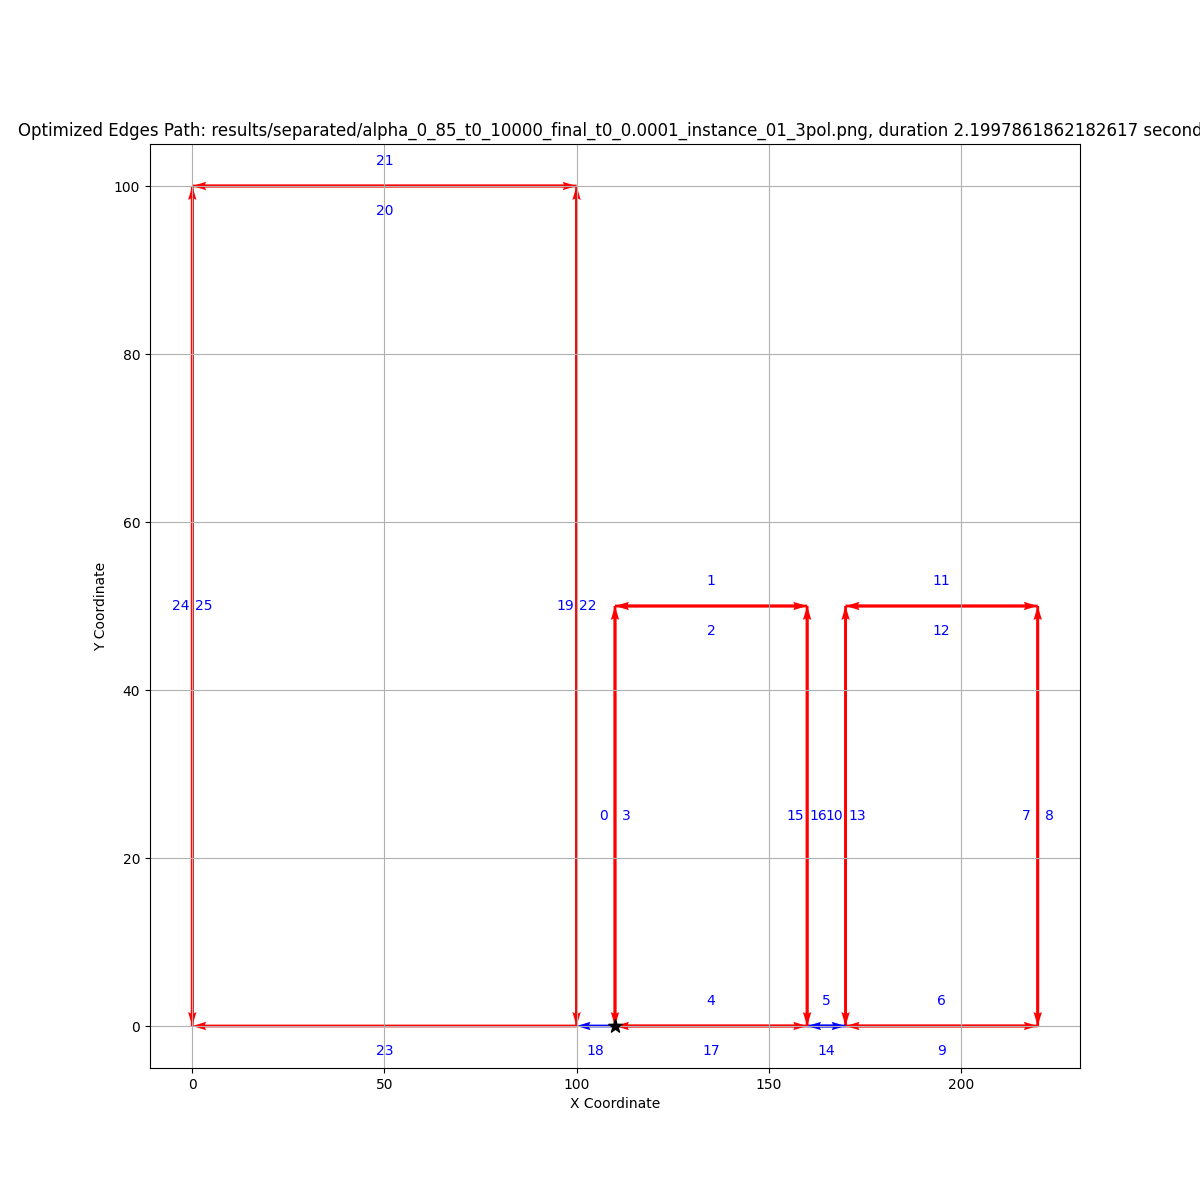 Optimized Edges Path: results/separated/alpha_0_85_t0_10000_final_t0_0.0001_instance_01_3pol.png, duration 2.1997861862182617 second
21
100
20
80
60
24 25 19 22
1 11
2 12
Y Coordinate
40
0 3 15 16 10 13 7 8
20
4 5 6
0
23 18 17 14 9
0 50 100 150 200
X Coordinate